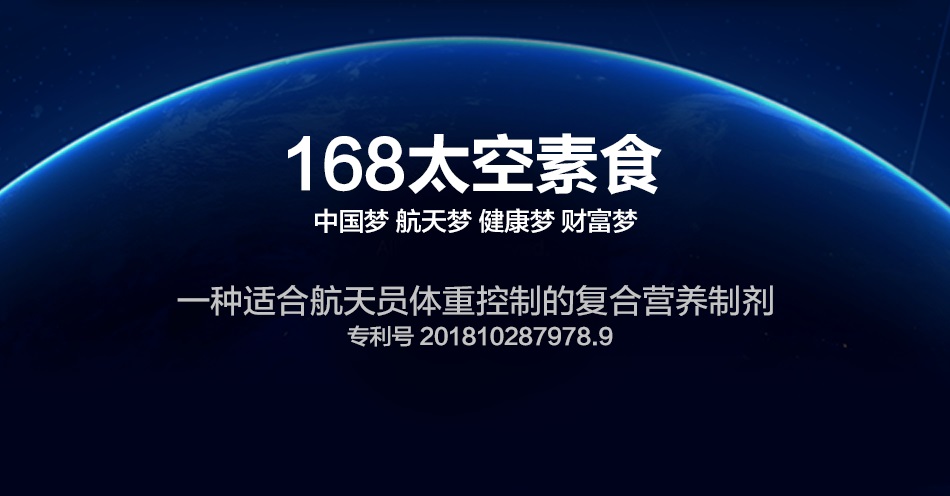 168太空素食
中国梦 航天梦 健康梦 财富梦
一种适合航天员体重控制的复合营养制剂
专利号 201810287978.9